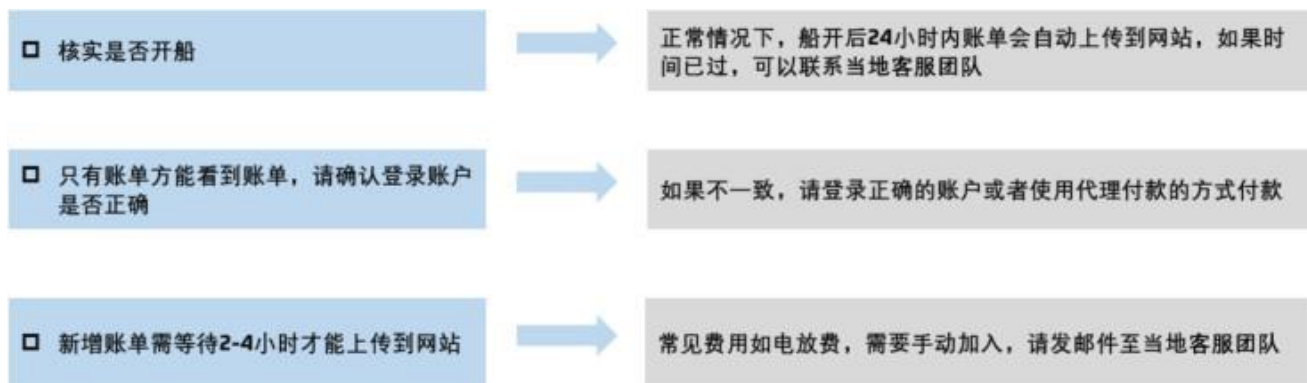 核实是否开船
正常情况下，船开后24小时内账单会自动上传到网站，如果时
间已过，可以联系当地客服团队
只有账单方能看到账单，请确认登录账户
是否正确
如果不一致，请登录正确的账户或者使用代理付款的方式付款
新增账单需等待2-4小时才能上传到网站
常见费用如电放费，需要手动加入，请发邮件至当地客服团队